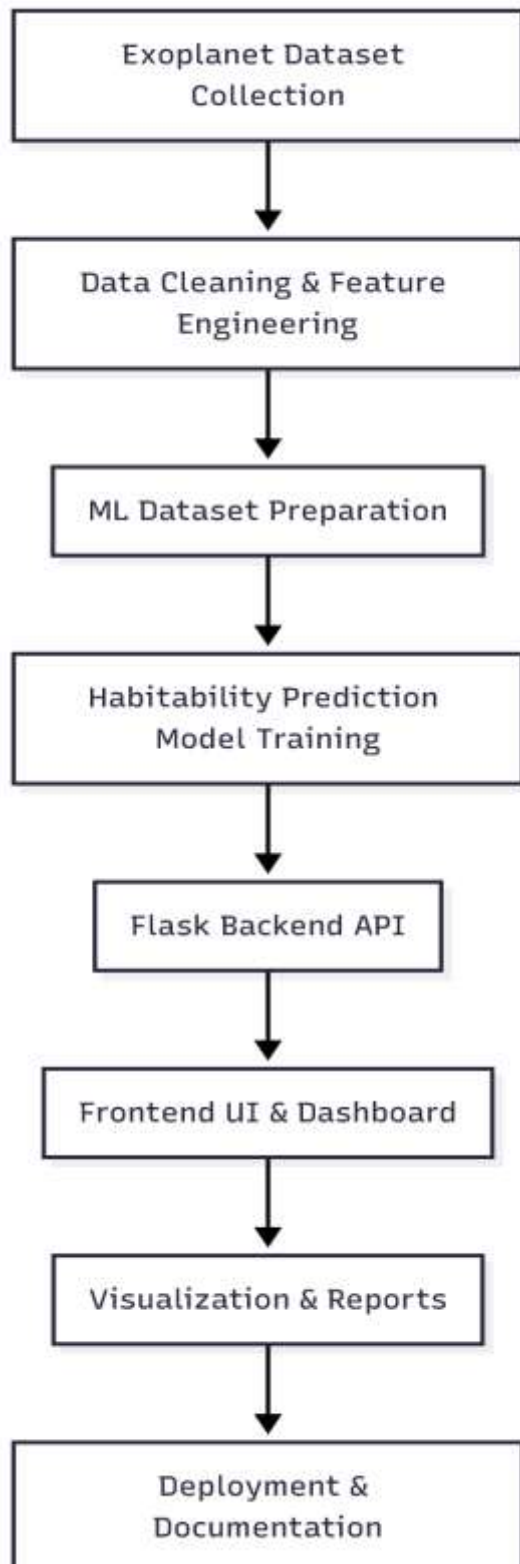 Exoplanet Dataset
Collection
Data Cleaning & Feature
Engineering
ML Dataset Preparation
Habitability Prediction
Model Training
Flask Backend API
Frontend UI & Dashboard
Visualization & Reports
Deployment &
Documentation